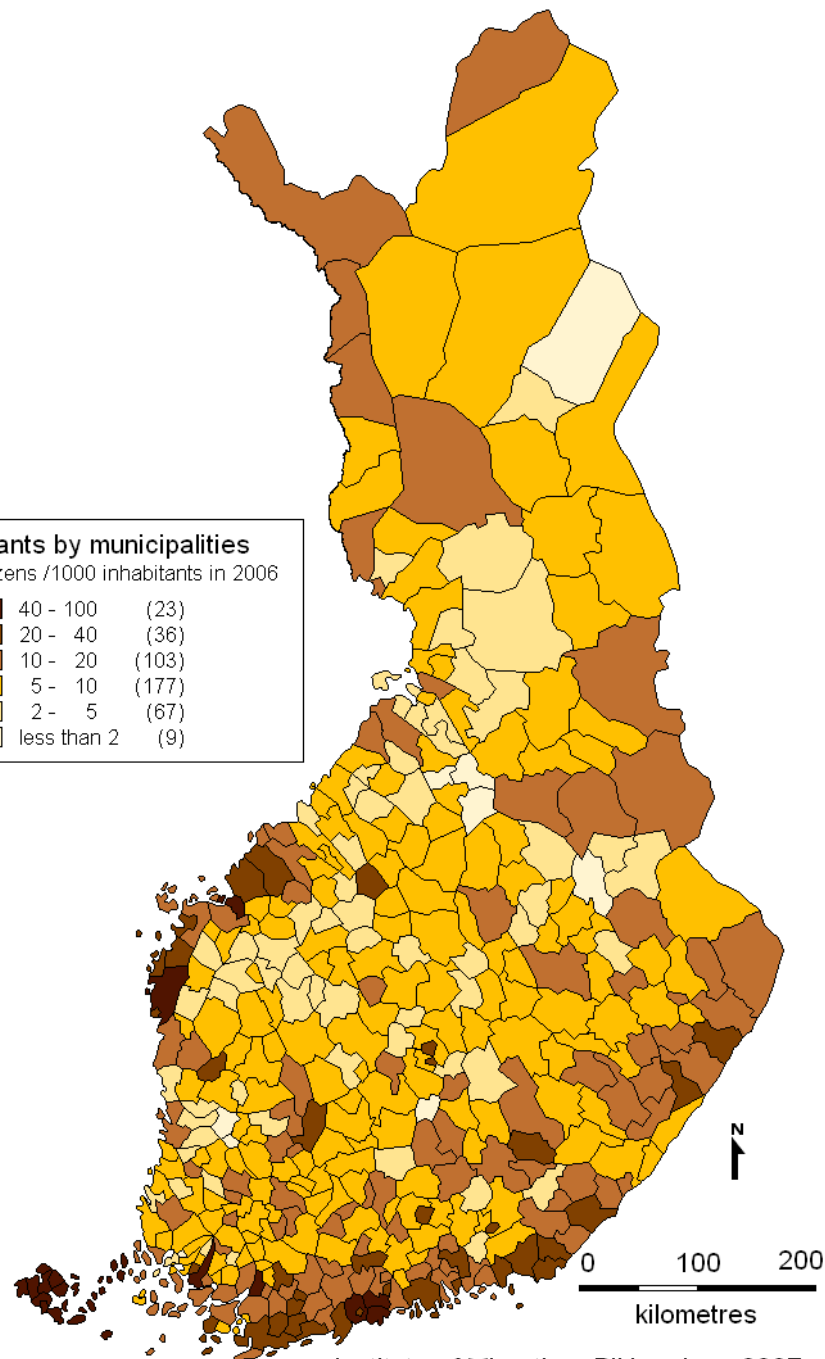 ants by municipalities
zens /1000 inhabitants in 2006
40 - 100 (23)
20 - 40 (36)
10 - 20 (103)
5 - 10 (177)
2 - 5 (67)
less than 2 (9)
N
0 100 200
kilometres